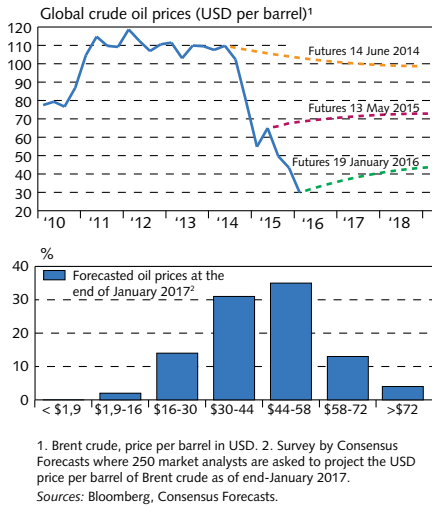 Global crude oil prices (USD per barrel)¹
120
110
100
90
80
70
60
50
40
30
20
Futures 14 June 2014
Futures 13 May 2015
Futures 19 January 2016
‘10 ‘11 ‘12 ‘13 ‘14 ‘15 ‘16 ‘17 ‘18
%
40
30
20
10
0
Forecasted oil prices at the
end of January 2017²
< $1,9 $1,9-16 $16-30 $30-44 $44-58 $58-72 >$72
1. Brent crude, price per barrel in USD. 2. Survey by Consensus
Forecasts where 250 market analysts are asked to project the USD
price per barrel of Brent crude as of end-January 2017.
Sources: Bloomberg, Consensus Forecasts.